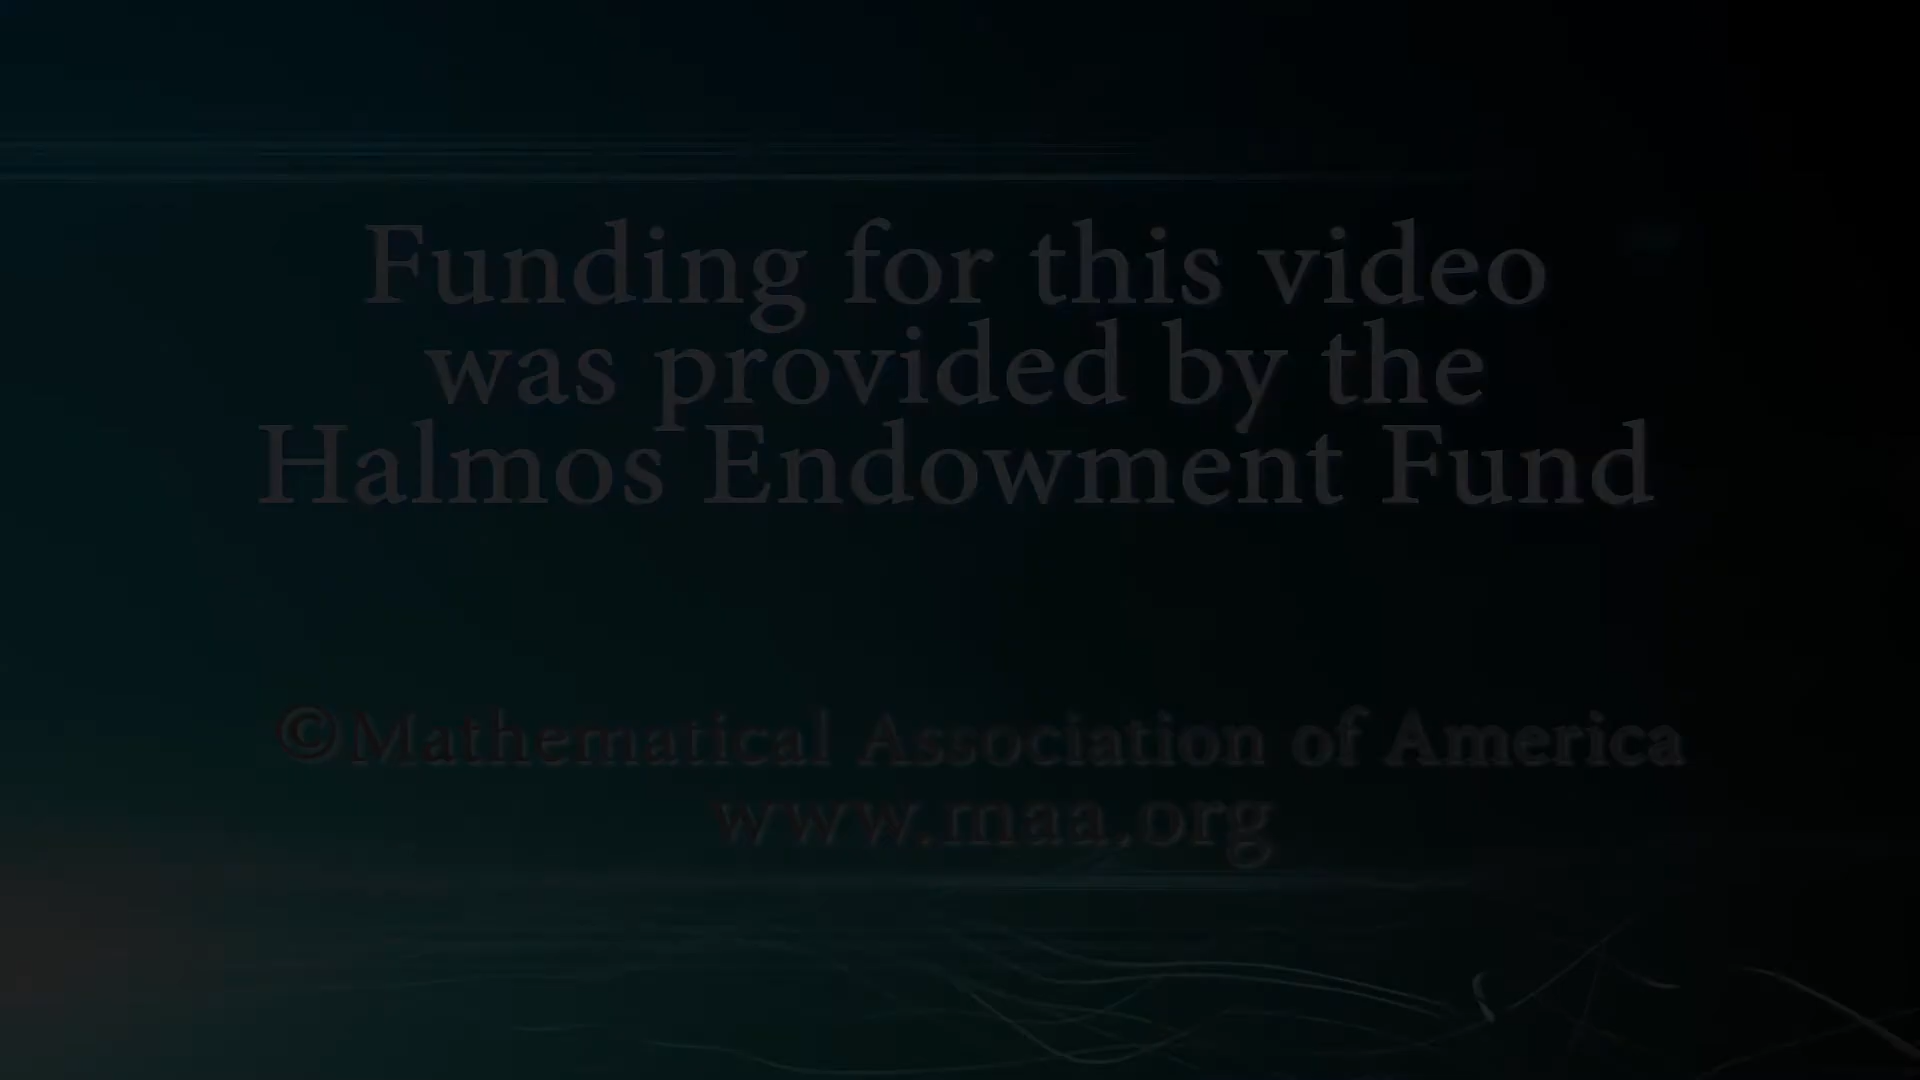 Funding for this video
was provided by the
Halmos Endowment Fund
©Mathematical Association of America
www.maa.org